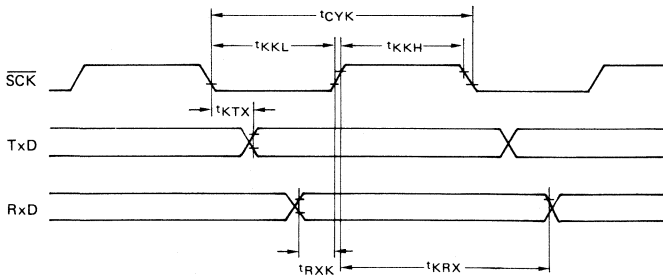 tCYK
tKKL
tKKH
SCK
tKTX
TxD
RxD
tRXK
tKRX